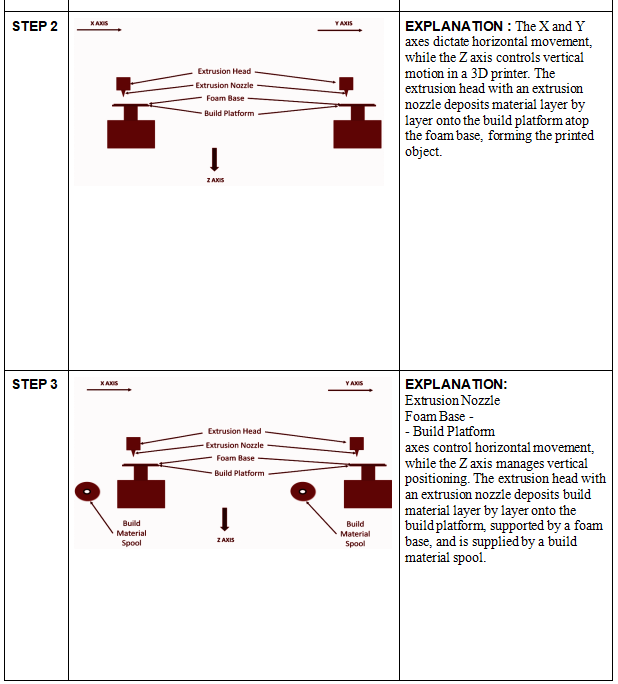 STEP 2
X AXIS
Y AXIS
Extrusion Head
Extrusion Nozzle
Foam Base
Build Platform
Z AXIS
EXPLANATION : The X and Y
axes dictate horizontal movement,
while the Z axis controls vertical
motion in a 3D printer. The
extrusion head with an extrusion
nozzle deposits material layer by
layer onto the build platform atop
the foam base, forming the printed
object.
STEP 3
X AXIS
Y AXIS
Extrusion Head
Extrusion Nozzle
Foam Base
Build Platform
Build
Material
Spool
Z AXIS
Build
Material
Spool
EXPLANATION:
Extrusion Nozzle
Foam Base -
- Build Platform
axes control horizontal movement,
while the Z axis manages vertical
positioning. The extrusion head with
an extrusion nozzle deposits build
material layer by layer onto the
build platform, supported by a foam
base, and is supplied by a build
material spool.